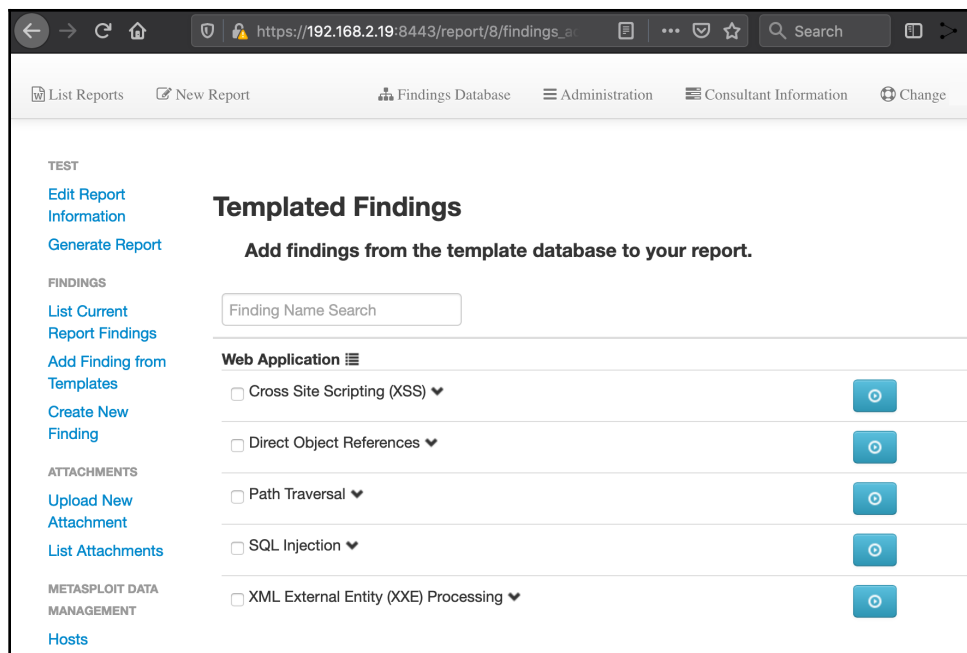 https://192.168.2.19:8443/report/8/findings_ac
Search
List Reports
New Report
Findings Database
Administration
Consultant Information
Change
TEST
Edit Report
Information
Generate Report
FINDINGS
List Current
Report Findings
Add Finding from
Templates
Create New
Finding
ATTACHMENTS
Upload New
Attachment
List Attachments
METASPLOIT DATA
MANAGEMENT
Hosts
Templated Findings
Add findings from the template database to your report.
Finding Name Search
Web Application
Cross Site Scripting (XSS)
Direct Object References
Path Traversal
SQL Injection
XML External Entity (XXE) Processing